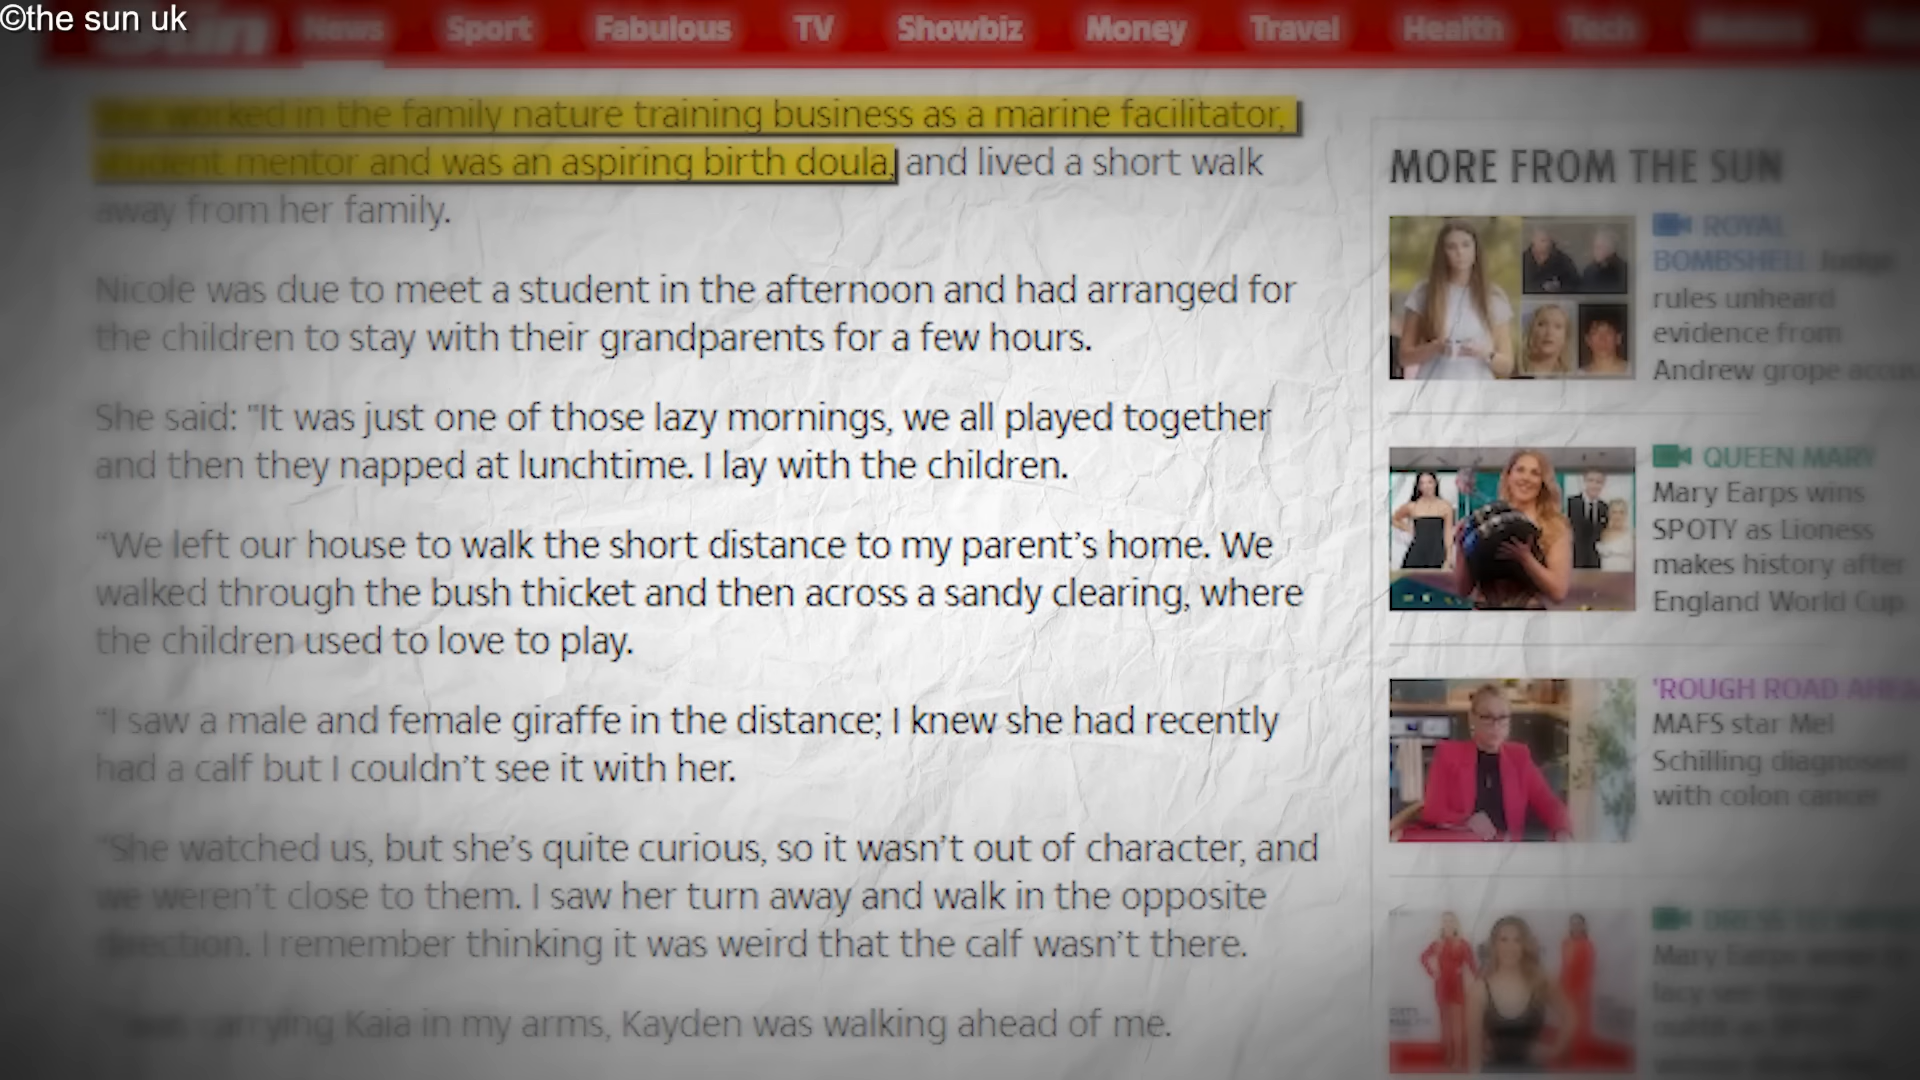 ©the sun uk
News Sport Fabulous TV Showbiz Money Travel Health Tech
She worked in the family nature training business as a marine facilitator,
student mentor and was an aspiring birth doula, and lived a short walk
away from her family.
Nicole was due to meet a student in the afternoon and had arranged for
the children to stay with their grandparents for a few hours.
She said: "It was just one of those lazy mornings, we all played together
and then they napped at lunchtime. I lay with the children.
“We left our house to walk the short distance to my parent’s home. We
walked through the bush thicket and then across a sandy clearing, where
the children used to love to play.
“I saw a male and female giraffe in the distance; I knew she had recently
had a calf but I couldn’t see it with her.
“She watched us, but she’s quite curious, so it wasn’t out of character, and
we weren’t close to them. I saw her turn away and walk in the opposite
direction. I remember thinking it was weird that the calf wasn’t there.
carrying Kaia in my arms, Kayden was walking ahead of me.
MORE FROM THE SUN
ROYAL
BOMBSHELL Judge
rules unheard
evidence from
Andrew grope
QUEEN MARY
Mary Earps wins
SPOTY as Lioness
makes history after
England World Cup
'ROUGH ROAD
MAFS star Mel
Schilling diagnosed
with colon cancer
Mary Earps